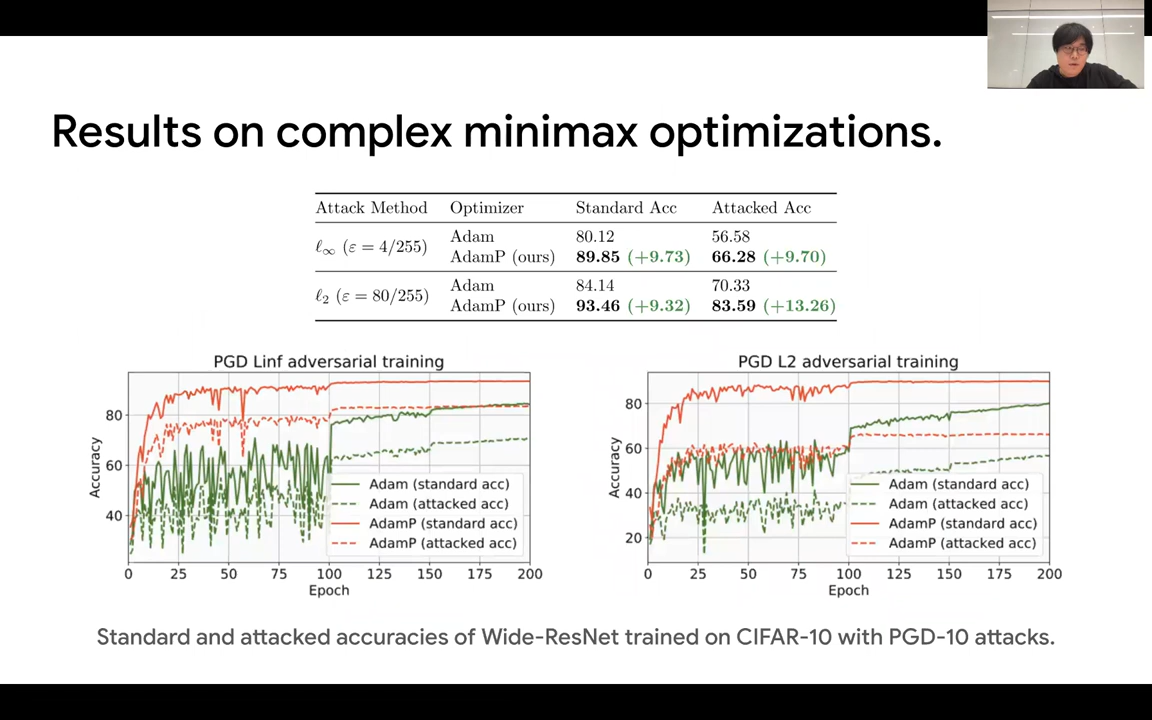 Results on complex minimax optimizations.
Attack Method Optimizer Standard Acc Attacked Acc
ℓ∞ (ε = 4/255) Adam 80.12 56.58
AdamP (ours) 89.85 (+9.73) 66.28 (+9.70)
ℓ2 (ε = 80/255) Adam 84.14 70.33
AdamP (ours) 93.46 (+9.32) 83.59 (+13.26)
PGD Linf adversarial training
Accuracy
80
60
40
Adam (standard acc)
Adam (attacked acc)
AdamP (standard acc)
AdamP (attacked acc)
0 25 50 75 100 125 150 175 200
Epoch
PGD L2 adversarial training
Accuracy
80
60
40
20
Adam (standard acc)
Adam (attacked acc)
AdamP (standard acc)
AdamP (attacked acc)
0 25 50 75 100 125 150 175 200
Epoch
Standard and attacked accuracies of Wide-ResNet trained on CIFAR-10 with PGD-10 attacks.